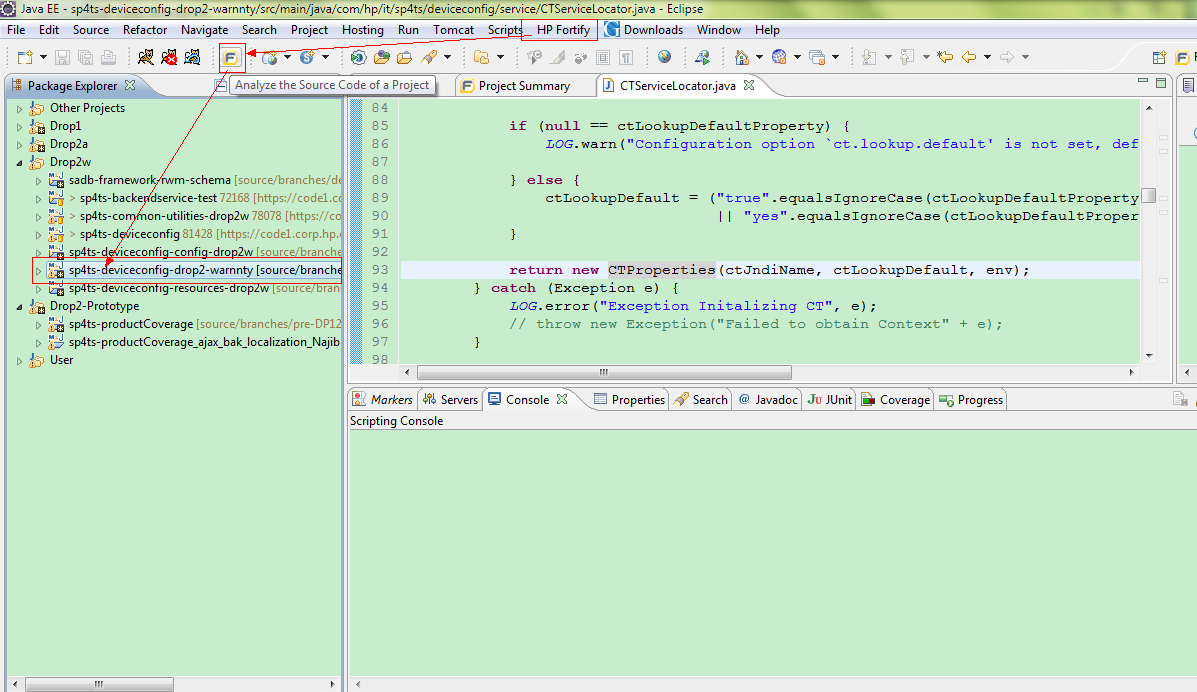 Java EE - sp4ts-deviceconfig-drop2-warnnty/src/main/java/com/hp/it/sp4ts/deviceconfig/service/CTServiceLocator.java - Eclipse
File Edit Source Refactor Navigate Search Project Hosting Run Tomcat Scripts HP Fortify Downloads Window Help
Analyze the Source Code of a Project
Package Explorer
Project Summary
CTServiceLocator.java
Other Projects
Drop1
Drop2a
Drop2w
sadb-framework-rwm-schema [source/branches/de
> sp4ts-backendservice-test 72168 [https://code1.co
> sp4ts-common-utilities-drop2w 78078 [https://co
> sp4ts-deviceconfig 81428 [https://code1.corp.hp.
sp4ts-deviceconfig-config-drop2w [source/branche
sp4ts-deviceconfig-drop2-warnnty [source/branche
sp4ts-deviceconfig-resources-drop2w [source/bran
Drop2-Prototype
sp4ts-productCoverage [source/branches/pre-DP12
sp4ts-productCoverage_ajax_bak_localization_Najib
User
84
85 if (null == ctLookupDefaultProperty) {
86 LOG.warn("Configuration option `ct.lookup.default' is not set, def
87
88 } else {
89 ctLookupDefault = ("true".equalsIgnoreCase(ctLookupDefaultProperty
90 || "yes".equalsIgnoreCase(ctLookupDefaultProper
91 }
92
93 return new CTProperties(ctJndiName, ctLookupDefault, env);
94 } catch (Exception e) {
95 LOG.error("Exception Initalizing CT", e);
96 // throw new Exception("Failed to obtain Context" + e);
97 }
98
Markers Servers Console Properties Search Javadoc JUnit Coverage Progress
Scripting Console